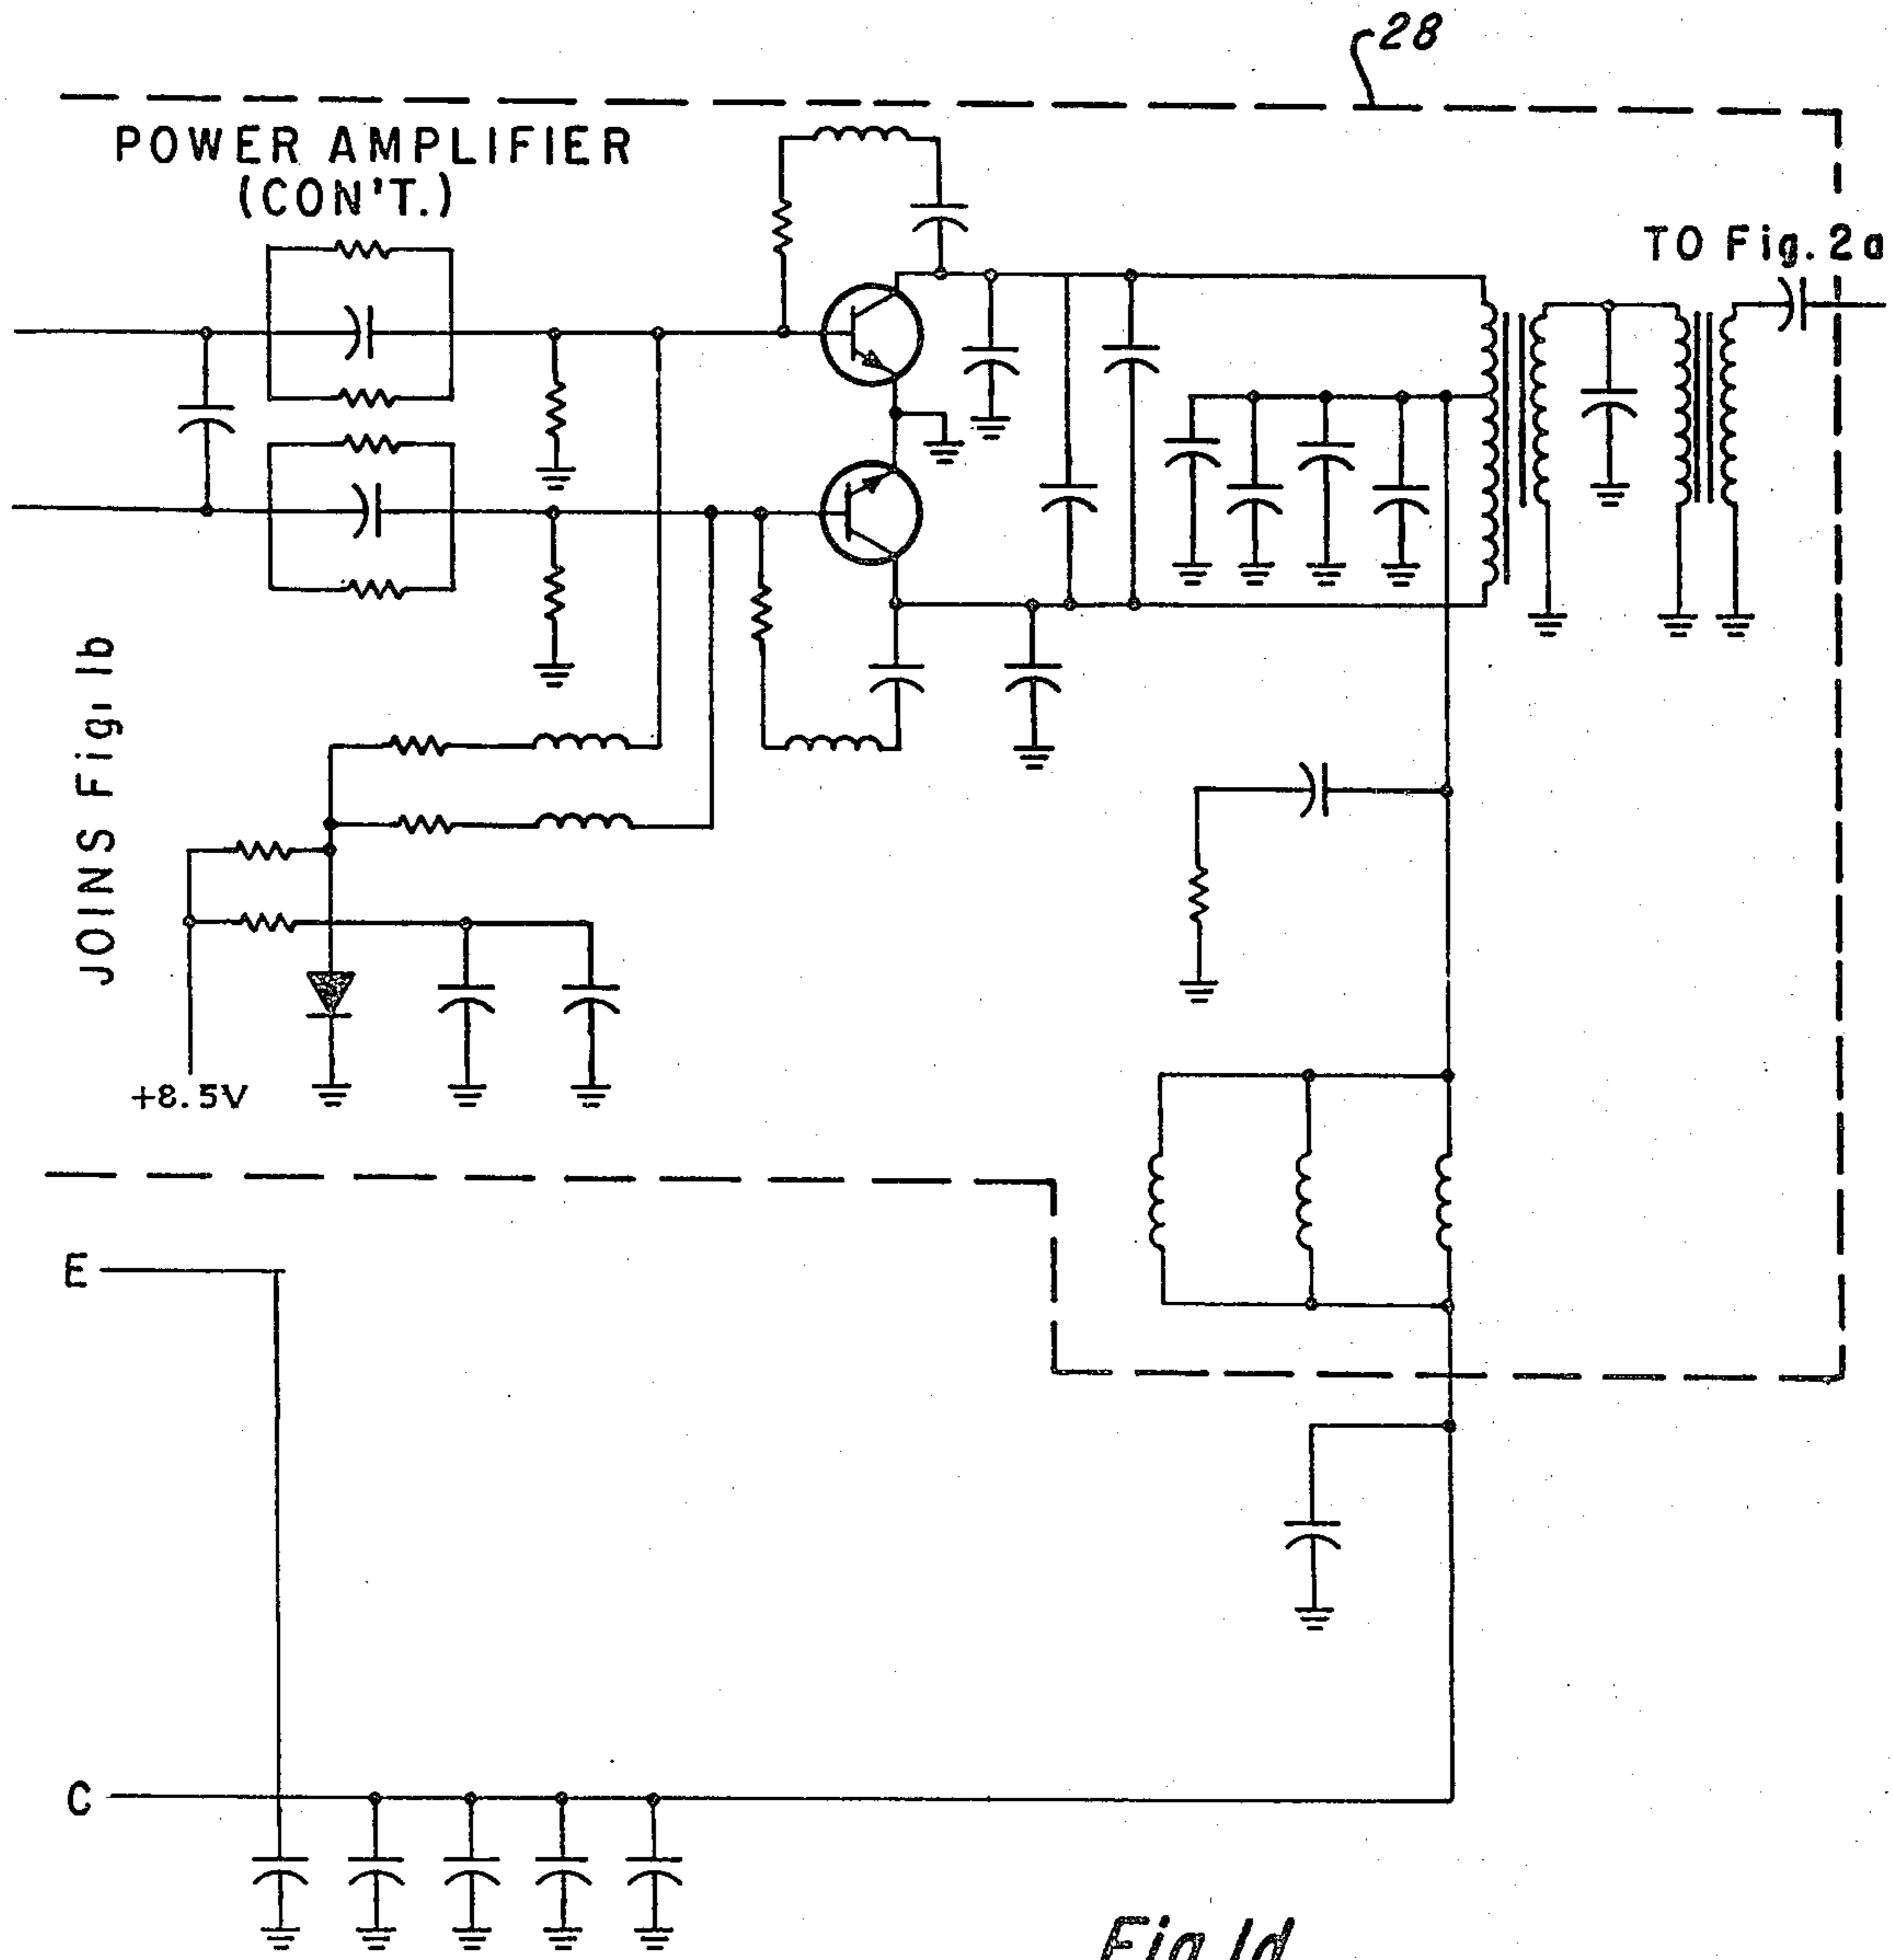 28
POWER AMPLIFIER
(CON'T.)
TO Fig. 2a
JOINS Fig. 1b
+8.5V
E
C
Fig 1d